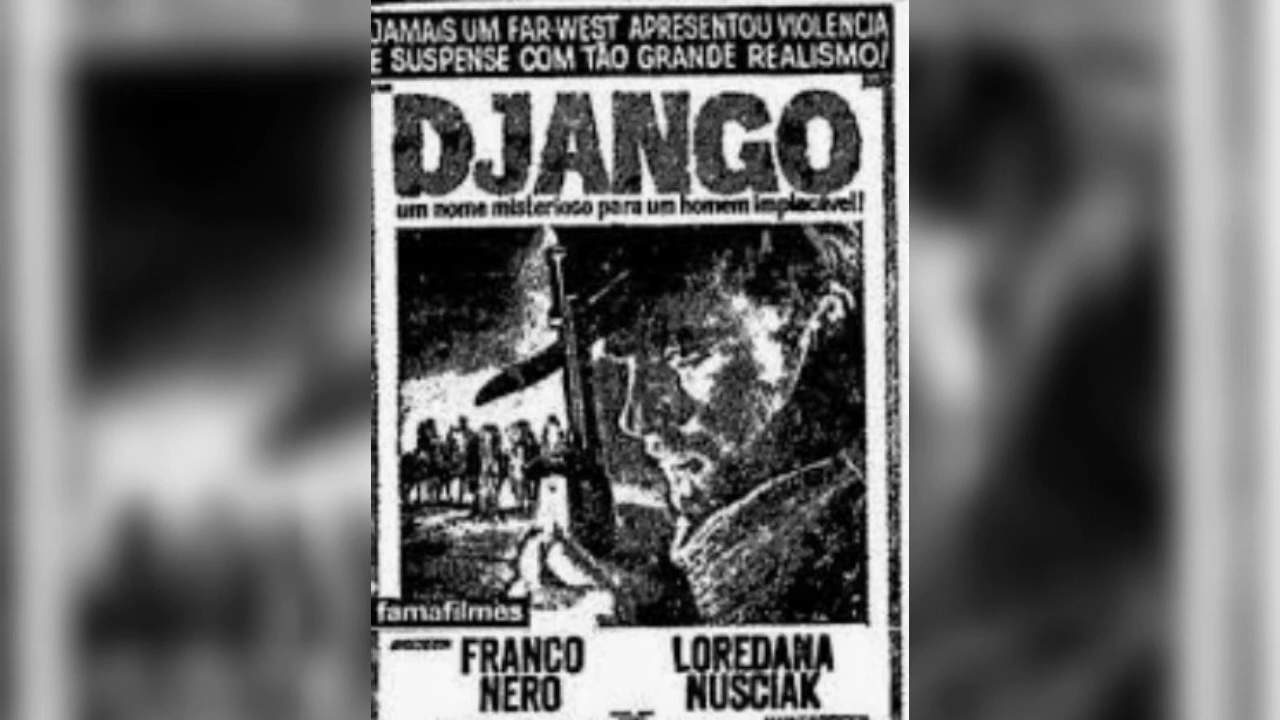 JAMAIS UM FAR-WEST APRESENTOU VIOLENCIA
E SUSPENSE COM TÃO GRANDE REALISMO!
DJANGO
um nome misterioso para um homem implacável!
famafilmes
FRANCO LOREDANA
NERO NUSCIAK